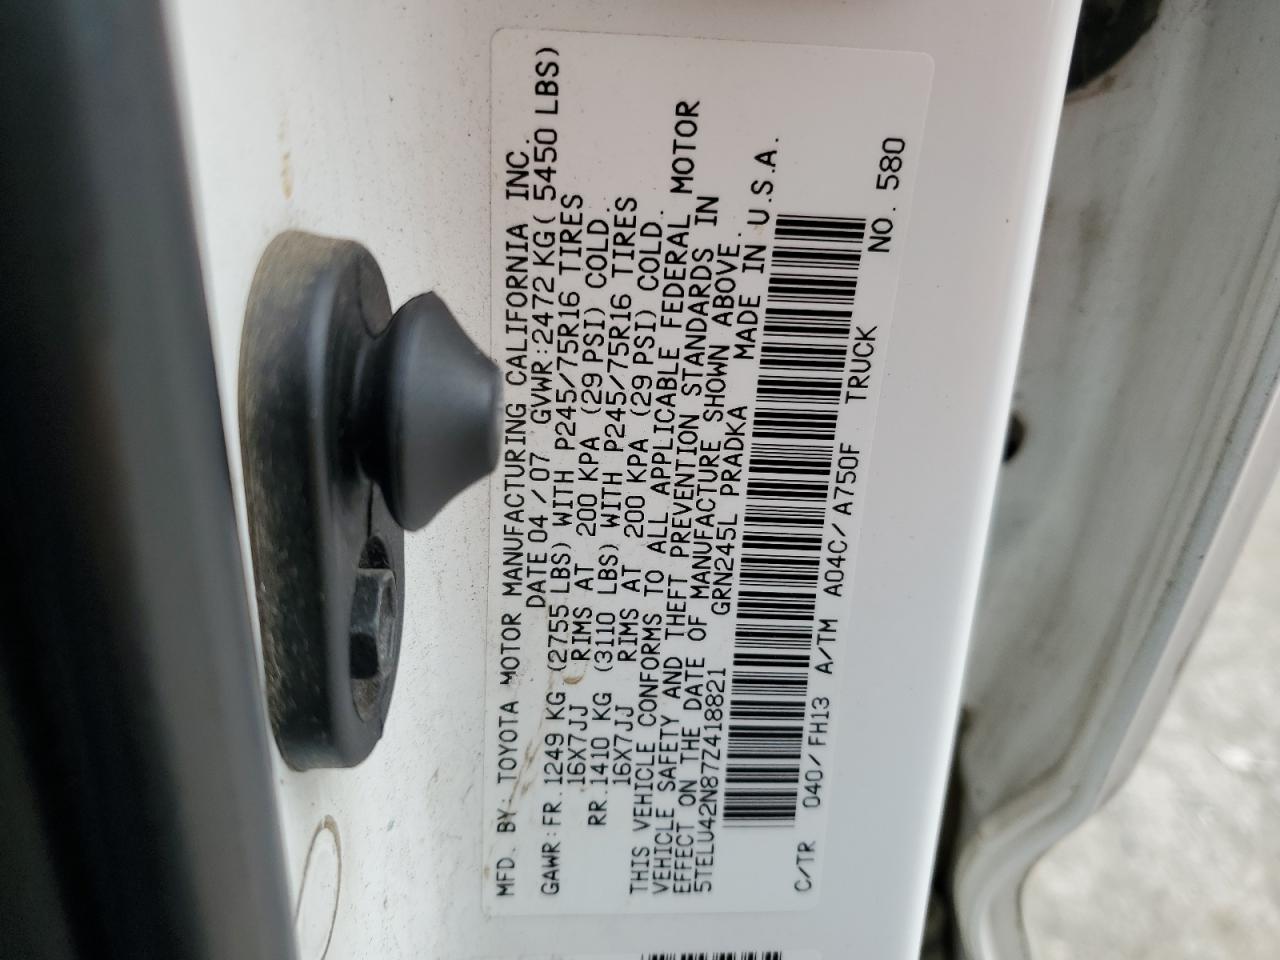 MFD. BY: TOYOTA MOTOR MANUFACTURING CALIFORNIA INC.
DATE 04/07 GVWR: 2472 KG ( 5450 LBS)
GAWR: FR. 1249 KG (2755 LBS) WITH P245/75R16 TIRES
16X7JJ RIMS AT 200 KPA (29 PSI) COLD.
RR. 1410 KG (3110 LBS) WITH P245/75R16 TIRES
16X7JJ RIMS AT 200 KPA (29 PSI) COLD.
THIS VEHICLE CONFORMS TO ALL APPLICABLE FEDERAL MOTOR
VEHICLE SAFETY AND THEFT PREVENTION STANDARDS IN
EFFECT ON THE DATE OF MANUFACTURE SHOWN ABOVE.
5TELU42N87Z418821 GRN245L PRADKA MADE IN U.S.A.
C/TR 040/FH13 A/TM A04C/A750F TRUCK NO. 580